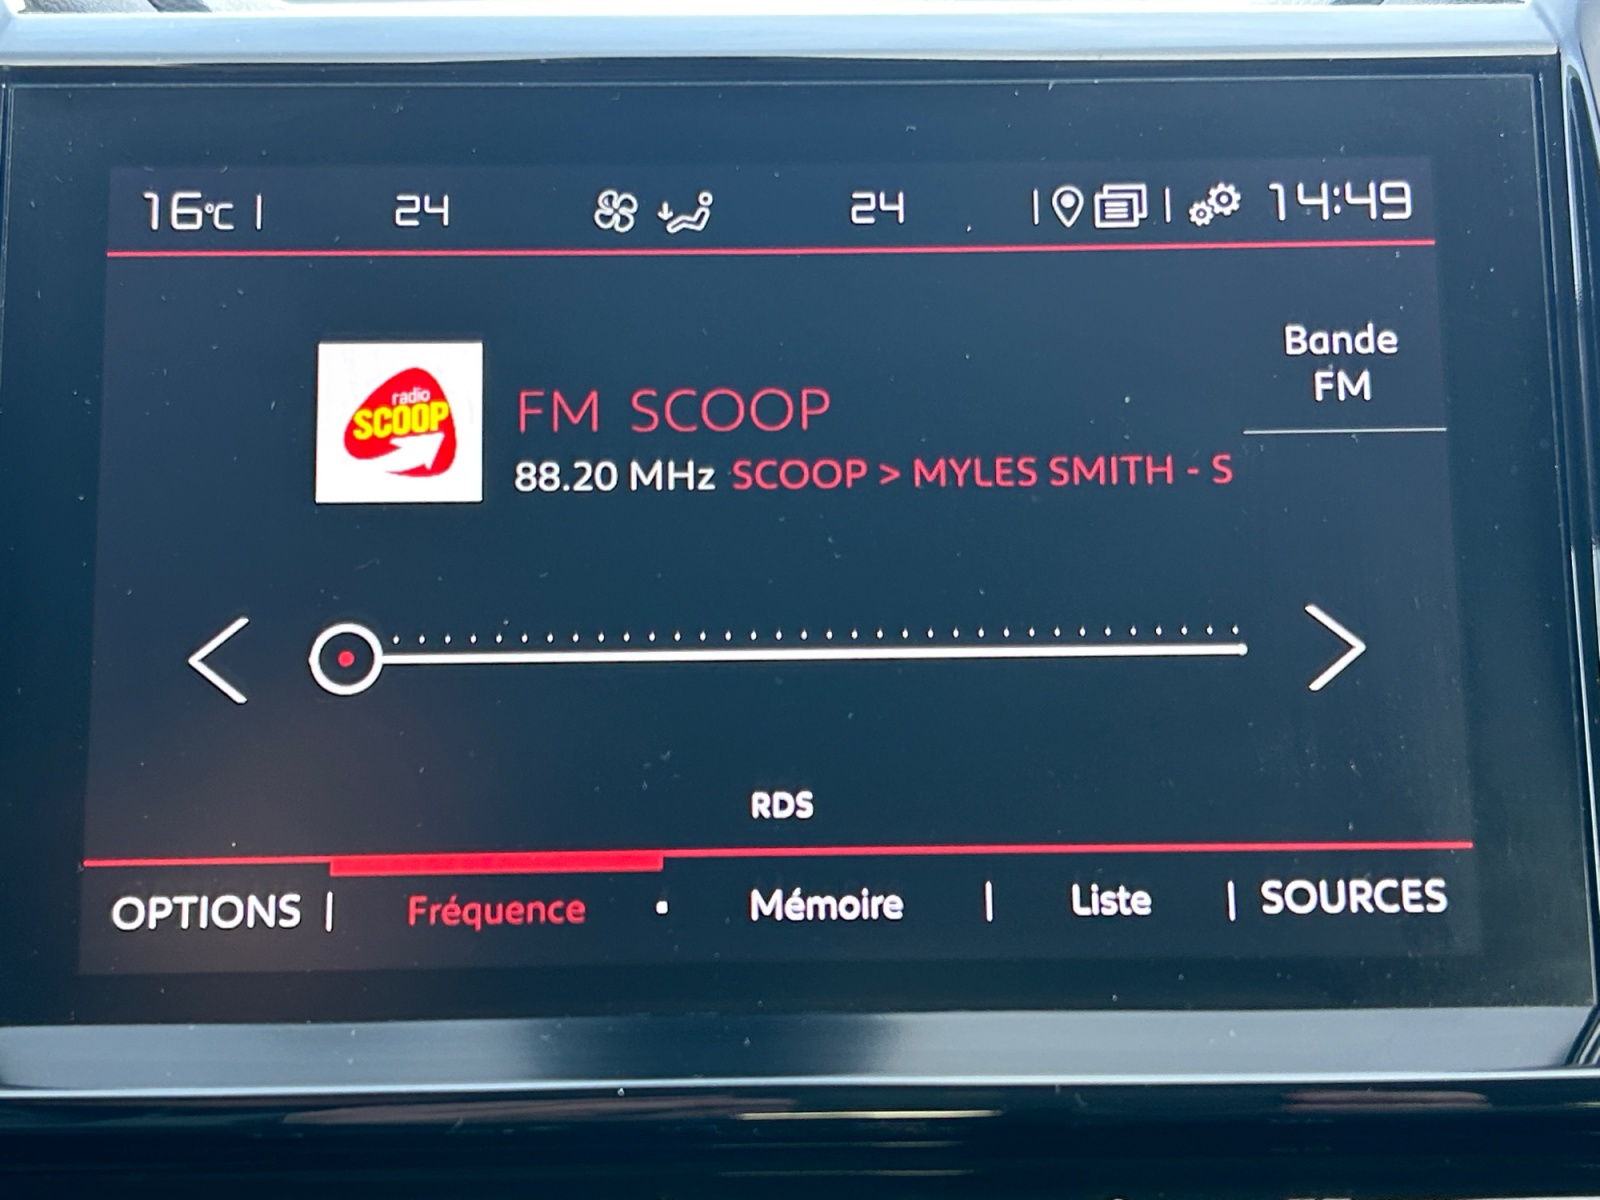 16°C | 24 24 | | 14:49
Bande
FM
radio
SCOOP
FM SCOOP
88.20 MHz SCOOP > MYLES SMITH - S
RDS
OPTIONS | Fréquence · Mémoire | Liste | SOURCES